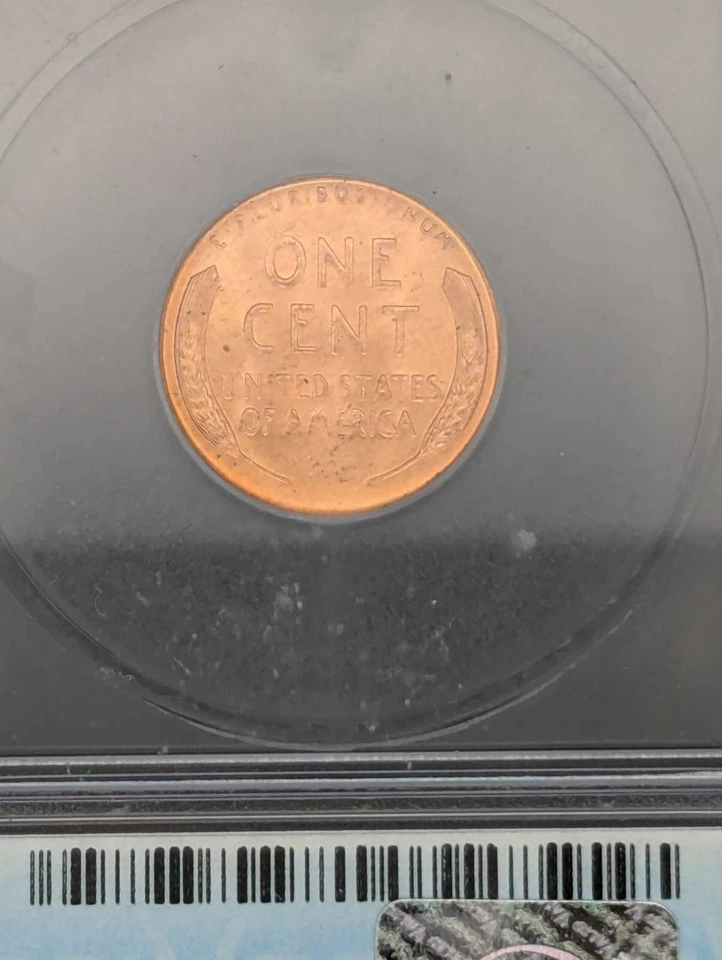 E PLURIBUS UNUM
ONE
CENT
UNITED STATES
OF AMERICA